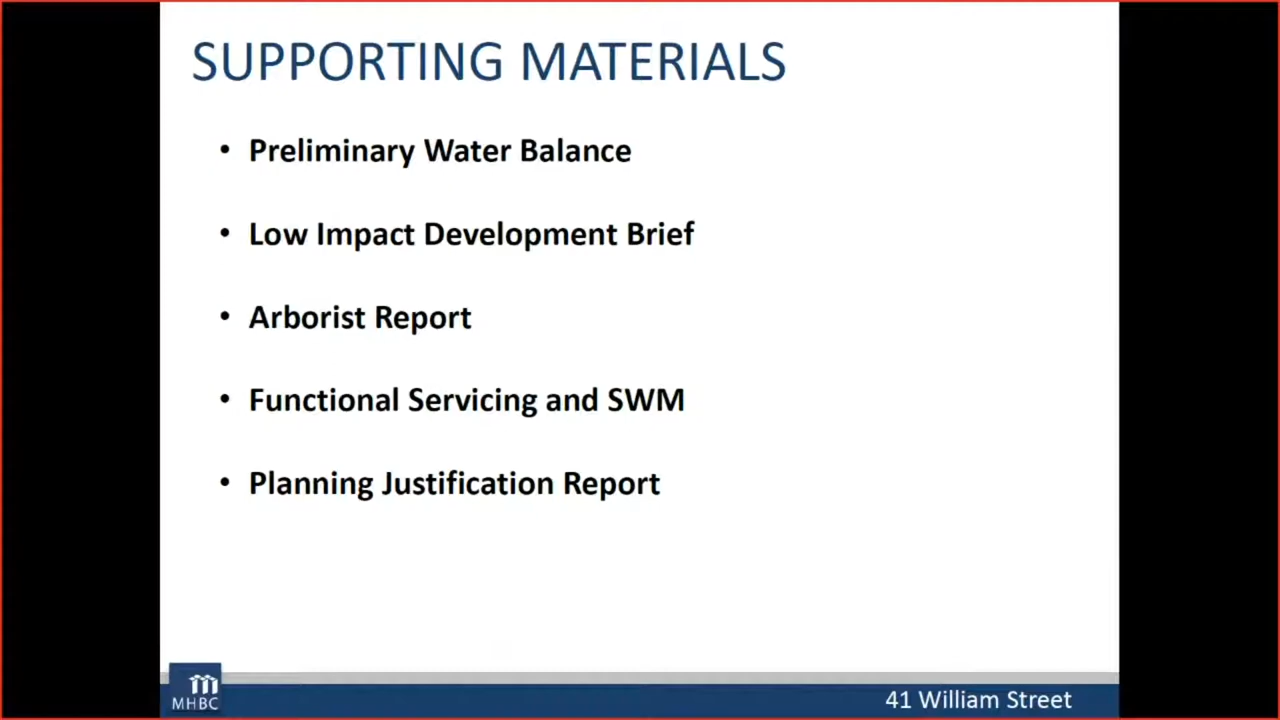 SUPPORTING MATERIALS
• Preliminary Water Balance
• Low Impact Development Brief
• Arborist Report
• Functional Servicing and SWM
• Planning Justification Report
MHBC
41 William Street